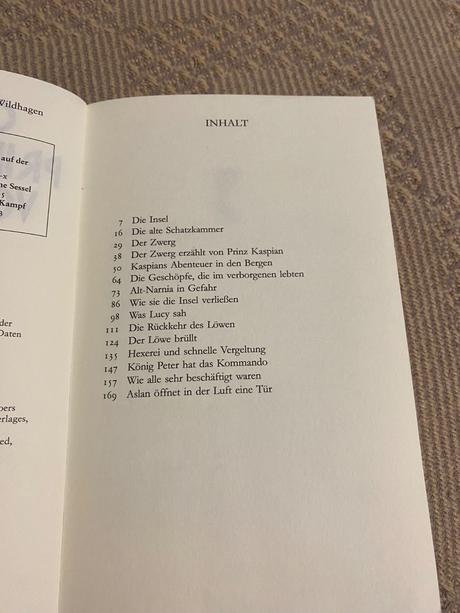 Wildhagen
auf der
-x
ne Sessel
5
Kampf
3
der
Daten
pers
erlages,
ed,
INHALT
7 Die Insel
16 Die alte Schatzkammer
29 Der Zwerg
38 Der Zwerg erzählt von Prinz Kaspian
50 Kaspians Abenteuer in den Bergen
64 Die Geschöpfe, die im verborgenen lebten
73 Alt-Narnia in Gefahr
86 Wie sie die Insel verließen
98 Was Lucy sah
111 Die Rückkehr des Löwen
124 Der Löwe brüllt
135 Hexerei und schnelle Vergeltung
147 König Peter hat das Kommando
157 Wie alle sehr beschäftigt waren
169 Aslan öffnet in der Luft eine Tür